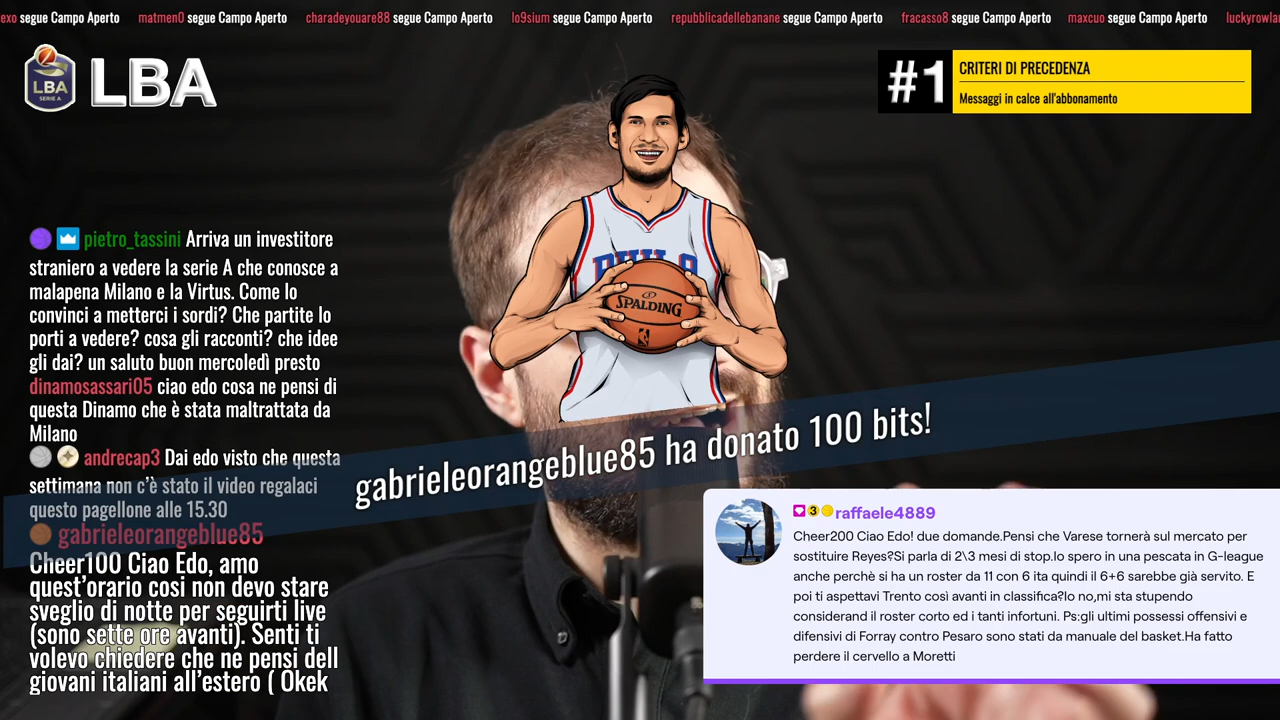 exo segue Campo Aperto matmen0 segue Campo Aperto charadeyouare88 segue Campo Aperto lo9sium segue Campo Aperto repubblicadellebanane segue Campo Aperto fracasso8 segue Campo Aperto maxcuo segue Campo Aperto luckyrowla
LBA
SERIE A
LBA
#1
CRITERI DI PRECEDENZA
Messaggi in calce all'abbonamento
pietro_tassini Arriva un investitore
straniero a vedere la serie A che conosce a
malapena Milano e la Virtus. Come lo
convinci a metterci i sordi? Che partite lo
porti a vedere? cosa gli racconti? che idee
gli dai? un saluto buon mercoledì presto
dinamosassari05 ciao edo cosa ne pensi di
questa Dinamo che è stata maltrattata da
Milano
andrecap3 Dai edo visto che questa
settimana non c'è stato il video regalaci
questo pagellone alle 15.30
gabrieleorangeblue85
Cheer100 Ciao Edo, amo
quest'orario cosi non devo stare
sveglio di notte per seguirti live
(sono sette ore avanti). Senti ti
volevo chiedere che ne pensi dell
giovani italiani all'estero ( Okek
PHILA
SPALDING
gabrieleorangeblue85 ha donato 100 bits!
3 raffaele4889
Cheer200 Ciao Edo! due domande.Pensi che Varese tornerà sul mercato per
sostituire Reyes?Si parla di 2\3 mesi di stop.Io spero in una pescata in G-league
anche perchè si ha un roster da 11 con 6 ita quindi il 6+6 sarebbe già servito. E
poi ti aspettavi Trento così avanti in classifica?Io no,mi sta stupendo
considerand il roster corto ed i tanti infortuni. Ps:gli ultimi possessi offensivi e
difensivi di Forray contro Pesaro sono stati da manuale del basket.Ha fatto
perdere il cervello a Moretti